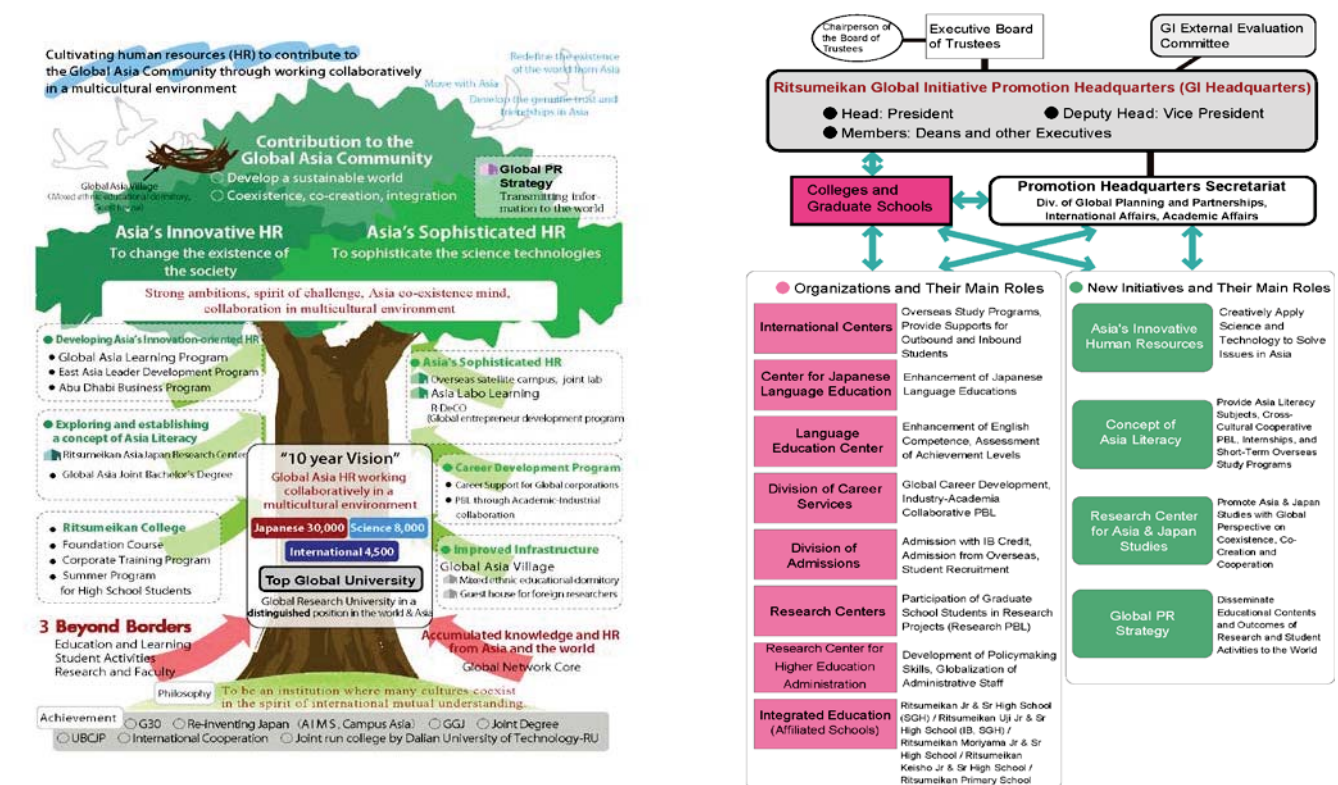 Cultivating human resources (HR) to contribute to
the Global Asia Community through working collaboratively
in a multicultural environment
Redefine the existence
of the world from Asia
Move with Asia
Develop the genuine trust and
friendships in Asia
Contribution to the
Global Asia Community
Develop a sustainable world
Coexistence, co-creation, integration
Global Asia Village
(Mixed ethnic educational dormitory,
Global PR
Strategy
Transmitting infor-
mation to the world
Asia's Innovative HR
To change the existence of
the society
Asia's Sophisticated HR
To sophisticate the science technologies
Strong ambitions, spirit of challenge, Asia co-existence mind,
collaboration in multicultural environment
Developing Asia's Innovation-oriented HR
Global Asia Learning Program
East Asia Leader Development Program
Abu Dhabi Business Program
Exploring and establishing
a concept of Asia Literacy
Ritsumeikan Asia Japan Research Center
Global Asia Joint Bachelor's Degree
Ritsumeikan College
Foundation Course
Corporate Training Program
Summer Program
for High School Students
Asia's Sophisticated HR
Overseas satellite campus, joint lab
Asia Labo Learning
R-DeCO
(Global entrepreneur development program
Career Development Program
Career Support for Global corporations
PBL through Academic-Industrial
collaboration
Improved Infrastructure
Global Asia Village
Mixed ethnic educational dormitory
Guest house for foreign researchers
"10 year Vision"
Global Asia HR working
collaboratively in a
multicultural environment
Japanese 30,000 Science 8,000
International 4,500
Top Global University
Global Research University in a
distinguished position in the world & Asia
3 Beyond Borders
Education and Learning
Student Activities
Research and Faculty
Accumulated knowledge and HR
from Asia and the world
Global Network Core
Philosophy
To be an institution where many cultures coexist
in the spirit of international mutual understanding.
Achievement
G30 Re-inventing Japan (AIMS, Campus Asia) GGJ Joint Degree
UBCJP International Cooperation Joint run college by Dalian University of Technology-RU
Chairperson of
the Board of
Trustees
Executive Board
of Trustees
GI External Evaluation
Committee
Ritsumeikan Global Initiative Promotion Headquarters (GI Headquarters)
Head: President
Deputy Head: Vice President
Members: Deans and other Executives
Colleges and
Graduate Schools
Promotion Headquarters Secretariat
Div. of Global Planning and Partnerships,
International Affairs, Academic Affairs
Organizations and Their Main Roles
International Centers
Overseas Study Programs,
Provide Supports for
Outbound and Inbound
Students
Center for Japanese
Language Education
Enhancement of Japanese
Language Educations
Language
Education Center
Enhancement of English
Competence, Assessment
of Achievement Levels
Division of Career
Services
Global Career Development,
Industry-Academia
Collaborative PBL
Division of
Admissions
Admission with IB Credit,
Admission from Overseas,
Student Recruitment
Research Centers
Participation of Graduate
School Students in Research
Projects (Research PBL)
Research Center for
Higher Education
Administration
Development of Policymaking
Skills, Globalization of
Administrative Staff
Integrated Education
(Affiliated Schools)
Ritsumeikan Jr & Sr High School
(SGH) / Ritsumeikan Uji Jr & Sr
High School (IB, SGH) /
Ritsumeikan Moriyama Jr & Sr
High School / Ritsumeikan
Keisho Jr & Sr High School /
Ritsumeikan Primary School
New Initiatives and Their Main Roles
Asia's Innovative
Human Resources
Creatively Apply
Science and
Technology to Solve
Issues in Asia
Concept of
Asia Literacy
Provide Asia Literacy
Subjects, Cross-
Cultural Cooperative
PBL, Internships, and
Short-Term Overseas
Study Programs
Research Center
for Asia & Japan
Studies
Promote Asia & Japan
Studies with Global
Perspective on
Coexistence, Co-
Creation and
Cooperation
Global PR
Strategy
Disseminate
Educational Contents
and Outcomes of
Research and Student
Activities to the World